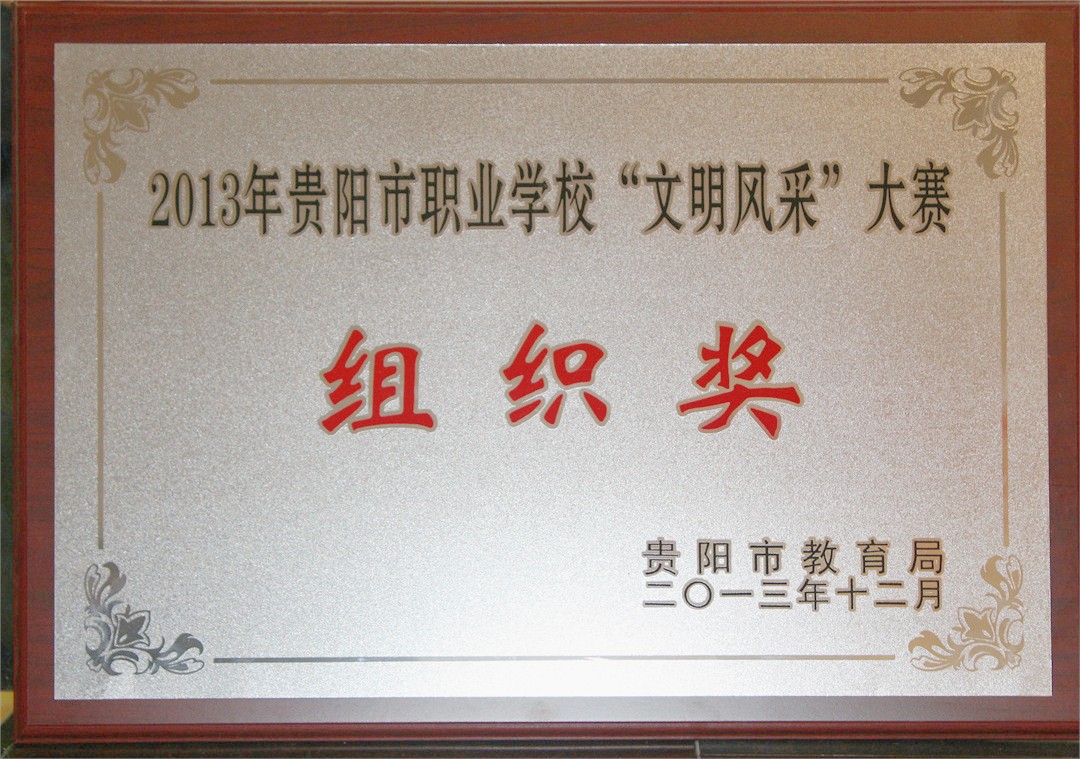 2013年贵阳市职业学校“文明风采”大赛
组织奖
贵阳市教育局
二〇一三年十二月